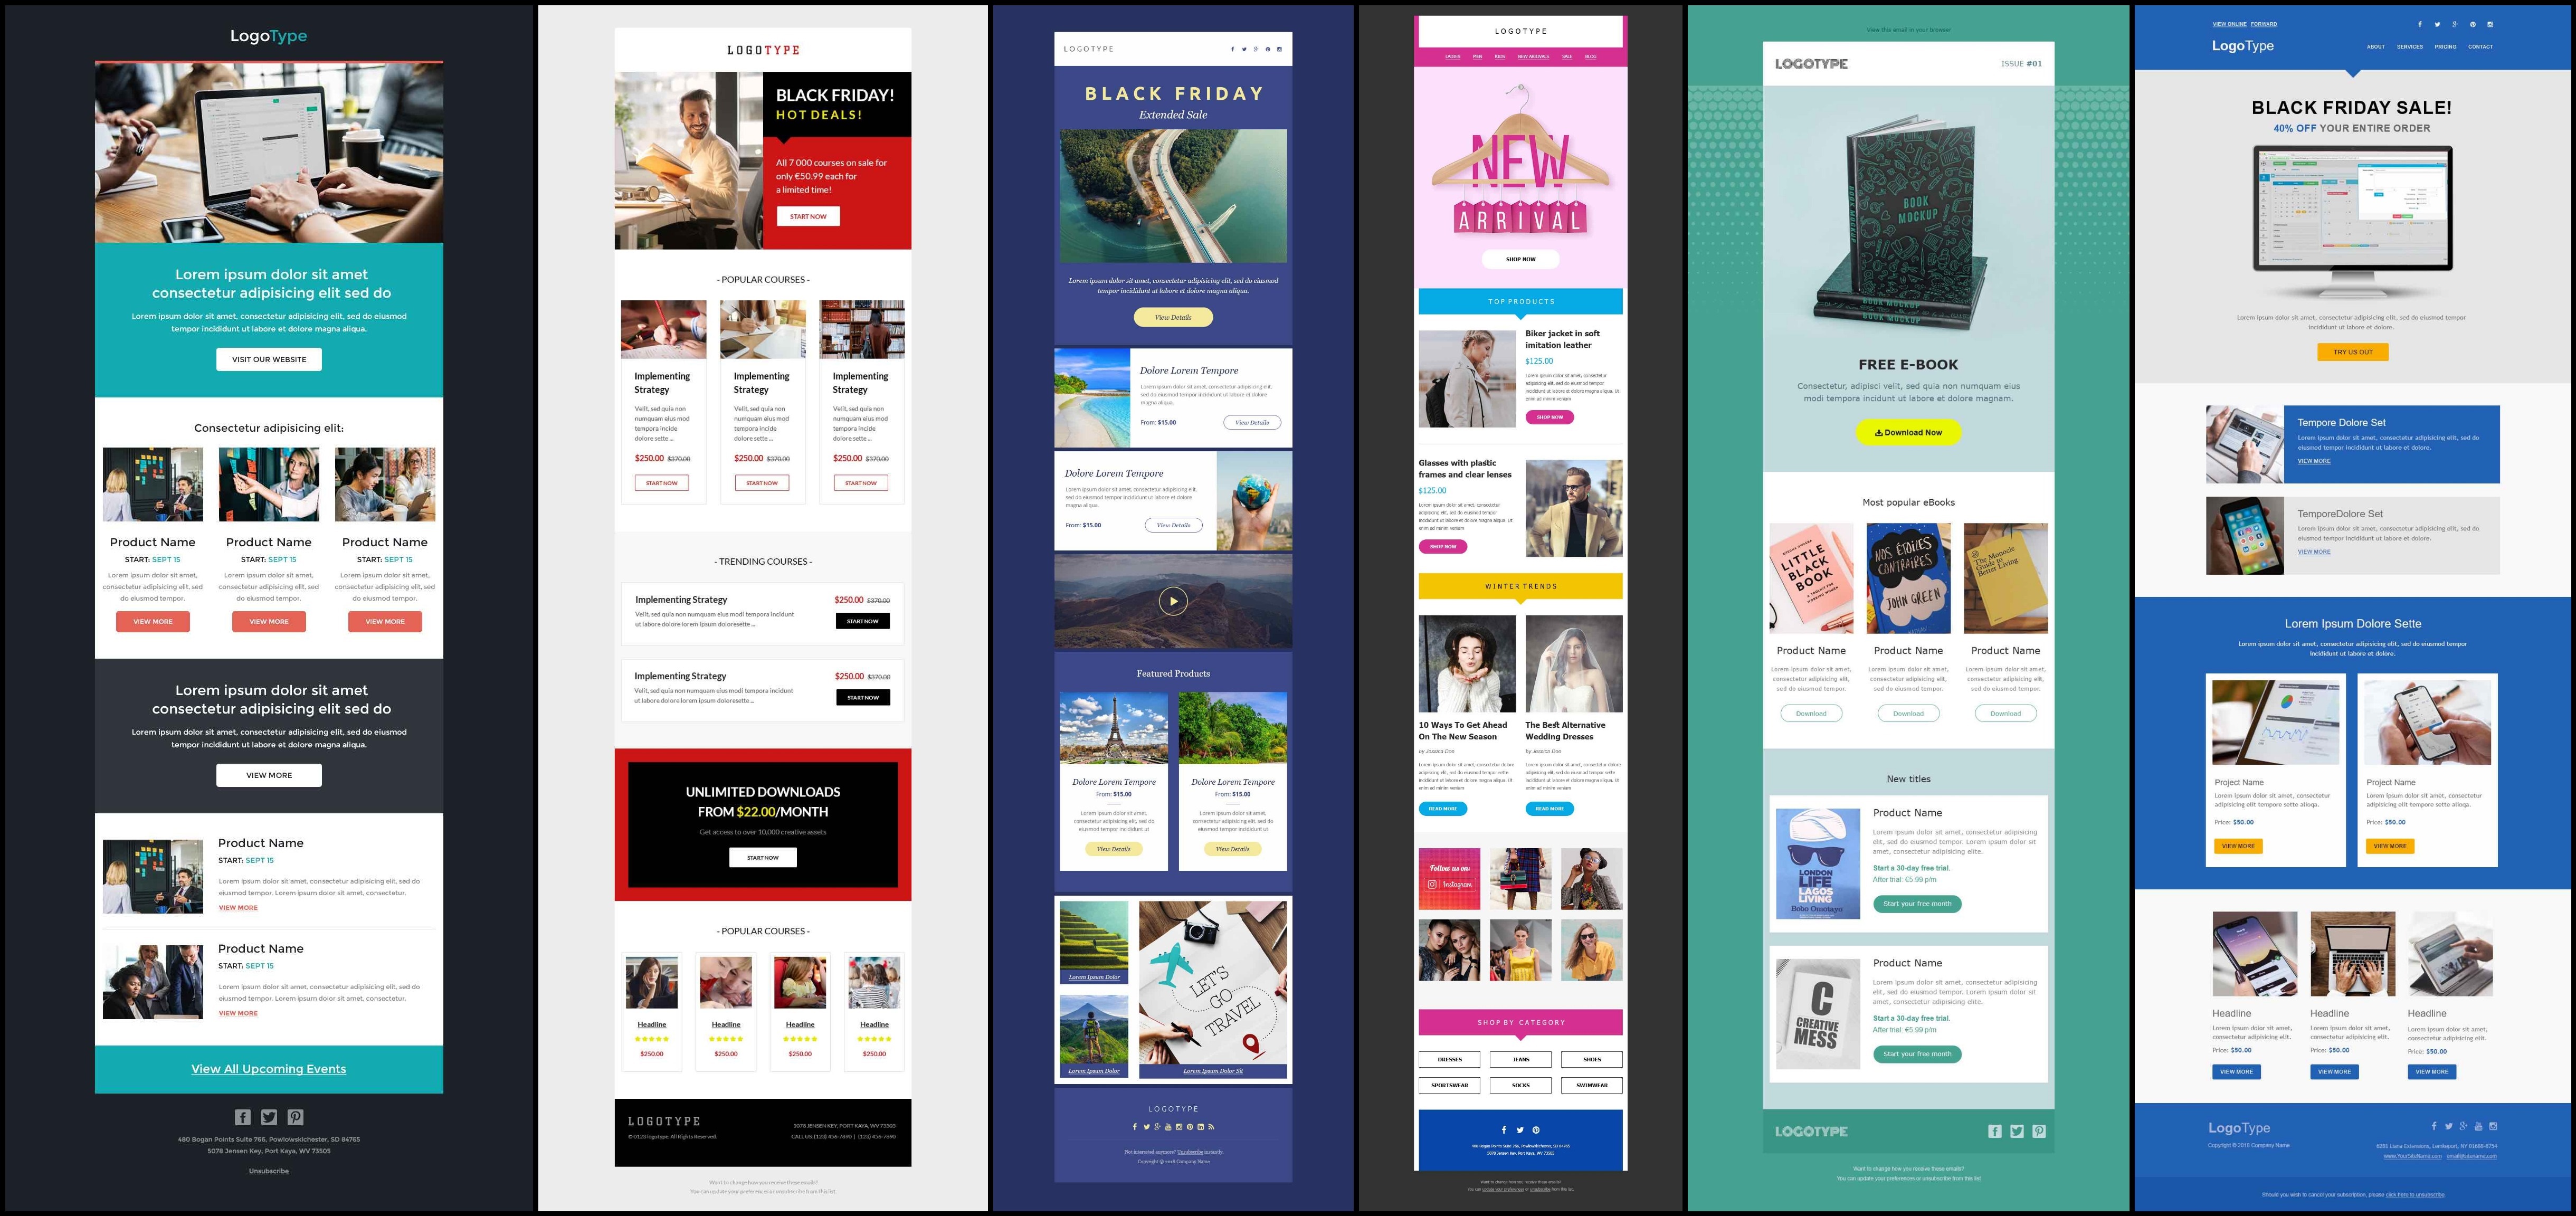 LogoType
Lorem ipsum dolor sit amet
consectetur adipisicing elit sed do
Lorem ipsum dolor sit amet, consectetur adipisicing elit, sed do eiusmod
tempor incididunt ut labore et dolore magna aliqua.
VISIT OUR WEBSITE
Consectetur adipisicing elit:
Product Name
START: SEPT 15
Lorem ipsum dolor sit amet,
consectetur adipisicing elit, sed
do eiusmod tempor.
VIEW MORE
Product Name
START: SEPT 15
Lorem ipsum dolor sit amet,
consectetur adipisicing elit, sed
do eiusmod tempor.
VIEW MORE
Product Name
START: SEPT 15
Lorem ipsum dolor sit amet,
consectetur adipisicing elit, sed
do eiusmod tempor.
VIEW MORE
Lorem ipsum dolor sit amet
consectetur adipisicing elit sed do
Lorem ipsum dolor sit amet, consectetur adipisicing elit, sed do eiusmod
tempor incididunt ut labore et dolore magna aliqua.
VIEW MORE
Product Name
START: SEPT 15
Lorem ipsum dolor sit amet, consectetur adipisicing elit, sed do
eiusmod tempor. Lorem ipsum dolor sit amet, consectetur.
VIEW MORE
Product Name
START: SEPT 15
Lorem ipsum dolor sit amet, consectetur adipisicing elit, sed do
eiusmod tempor. Lorem ipsum dolor sit amet, consectetur.
VIEW MORE
View All Upcoming Events
480 Bogan Points Suite 766, Powlowskichester, SD 84765
5078 Jensen Key, Port Kaya, WV 73505
Unsubscribe
LOGOTYPE
BLACK FRIDAY!
HOT DEALS!
All 7 000 courses on sale for
only €50.99 each for
a limited time!
START NOW
- POPULAR COURSES -
Implementing
Strategy
Velit, sed quia non
numquam eius mod
tempora incide
dolore sette ...
$250.00 $370.00
START NOW
Implementing
Strategy
Velit, sed quia non
numquam eius mod
tempora incide
dolore sette ...
$250.00 $370.00
START NOW
Implementing
Strategy
Velit, sed quia non
numquam eius mod
tempora incide
dolore sette ...
$250.00 $370.00
START NOW
- TRENDING COURSES -
Implementing Strategy
$250.00 $370.00
Velit, sed quia non numquam eius modi tempora incidunt
ut labore dolore lorem ipsum doloresette ...
START NOW
Implementing Strategy
$250.00 $370.00
Velit, sed quia non numquam eius modi tempora incidunt
ut labore dolore lorem ipsum doloresette ...
START NOW
UNLIMITED DOWNLOADS
FROM $22.00/MONTH
Get access to over 10,000 creative assets
START NOW
- POPULAR COURSES -
Headline
$250.00
Headline
$250.00
Headline
$250.00
Headline
$250.00
LOGOTYPE
© 0123 logotype. All Rights Reserved.
5078 JENSEN KEY, PORT KAYA, WV 73505
CALL US (123) 456-7890 | (123) 456-7890
Want to change how you receive these emails?
You can update your preferences or unsubscribe from this list.
LOGOTYPE
BLACK FRIDAY
Extended Sale
Lorem ipsum dolor sit amet, consectetur adipisicing elit, sed do eiusmod
tempor incididunt ut labore et dolore magna aliqua.
View Details
Dolore Lorem Tempore
Lorem ipsum dolor sit amet, consectetur adipisicing elit,
sed do eiusmod tempor incididunt ut labore et dolore
magna aliqua.
From: $15.00
View Details
Dolore Lorem Tempore
Lorem ipsum dolor sit amet, consectetur adipisicing elit,
sed do eiusmod tempor incididunt ut labore et dolore
magna aliqua.
From: $15.00
View Details
Featured Products
Dolore Lorem Tempore
From: $15.00
Lorem ipsum dolor sit amet,
consectetur adipisicing elit, sed do
eiusmod tempor incididunt ut
View Details
Dolore Lorem Tempore
From: $15.00
Lorem ipsum dolor sit amet,
consectetur adipisicing elit, sed do
eiusmod tempor incididunt ut
View Details
Lorem Ipsum Dolor
Lorem Ipsum Dolor
LET'S
GO
TRAVEL
Lorem Ipsum Dolor Sit
LOGOTYPE
Not interested anymore? Unsubscribe instantly.
Copyright © 2018 Company Name
LOGOTYPE
LADIES MEN KIDS NEW ARRIVALS SALE BLOG
NEW
ARRIVAL
SHOP NOW
TOP PRODUCTS
Biker jacket in soft
imitation leather
$125.00
Lorem ipsum dolor sit amet, consectetur
adipisicing elit, sed do eiusmod tempor
incididunt ut labore et dolore magna aliqua. Ut
enim ad minim veniam
SHOP NOW
Glasses with plastic
frames and clear lenses
$125.00
Lorem ipsum dolor sit amet, consectetur
adipisicing elit, sed do eiusmod tempor
incididunt ut labore et dolore magna aliqua. Ut
enim ad minim veniam
SHOP NOW
WINTER TRENDS
10 Ways To Get Ahead
On The New Season
by Jessica Doe
Lorem ipsum dolor sit amet, consectetur dolore
adipisicing elit, sed do eiusmod tempor sette
incididunt ut labore et dolore magna aliqua. Ut
enim ad minim veniam
READ MORE
The Best Alternative
Wedding Dresses
by Jessica Doe
Lorem ipsum dolor sit amet, consectetur dolore
adipisicing elit, sed do eiusmod tempor sette
incididunt ut labore et dolore magna aliqua. Ut
enim ad minim veniam
READ MORE
Follow us on:
Instagram
SHOP BY CATEGORY
DRESSES JEANS SHOES
SPORTSWEAR SOCKS SWIMWEAR
480 Bogan Points Suite 766, Powlowskichester, SD 84765
5078 Jensen Key, Port Kaya, WV 73505
Want to change how you receive these emails?
You can update your preferences or unsubscribe from this list.
View this email in your browser
LOGOTYPE
ISSUE #01
BOOK
MOCKUP
BOOK MOCKUP
BOOK MOCKUP
BOOK MOCKUP
FREE E-BOOK
Consectetur, adipisci velit, sed quia non numquam eius
modi tempora incidunt ut labore et dolore magnam.
Download Now
Most popular eBooks
LITTLE
BLACK
BOOK
A TOOLKIT FOR
WORKING WOMEN
Product Name
Lorem ipsum dolor sit amet,
consectetur adipisicing elit,
sed do eiusmod tempor.
Download
NOS ÉTOILES
CONTRAIRES
JOHN GREEN
Product Name
Lorem ipsum dolor sit amet,
consectetur adipisicing elit,
sed do eiusmod tempor.
Download
The Monocle
Guide to
Better Living
Product Name
Lorem ipsum dolor sit amet,
consectetur adipisicing elit,
sed do eiusmod tempor.
Download
New titles
LONDON
LIFE
LAGOS
LIVING
Bobo Omotayo
Product Name
Lorem ipsum dolor sit amet, consectetur adipisicing
elit, sed do eiusmod tempor. Lorem ipsum dolor sit
amet, consectetur adipisicing elite.
Start a 30-day free trial.
After trial: €5.99 p/m
Start your free month
C
CREATIVE
MESS
Product Name
Lorem ipsum dolor sit amet, consectetur adipisicing
elit, sed do eiusmod tempor. Lorem ipsum dolor sit
amet, consectetur adipisicing elite.
Start a 30-day free trial.
After trial: €5.99 p/m
Start your free month
LOGOTYPE
Want to change how you receive these emails?
You can update your preferences or unsubscribe from this list
VIEW ONLINE FORWARD
LogoType
ABOUT SERVICES PRICING CONTACT
BLACK FRIDAY SALE!
40% OFF YOUR ENTIRE ORDER
Lorem ipsum dolor sit amet, consectetur adipisicing elit, sed do eiusmod tempor
incididunt ut labore et dolore.
TRY US OUT
Tempore Dolore Set
Lorem ipsum dolor sit amet, consectetur adipisicing elit, sed do
eiusmod tempor incididunt ut labore et dolore.
VIEW MORE
TemporeDolore Set
Lorem ipsum dolor sit amet, consectetur adipisicing elit, sed do
eiusmod tempor incididunt ut labore et dolore.
VIEW MORE
Lorem Ipsum Dolore Sette
Lorem ipsum dolor sit amet, consectetur adipisicing elit, sed do eiusmod tempor
incididunt ut labore et dolore.
Project Name
Lorem ipsum dolor sit amet, consectetur
adipisicing elit tempore sette alioqa.
Price: $50.00
VIEW MORE
Project Name
Lorem ipsum dolor sit amet, consectetur
adipisicing elit tempore sette alioqa.
Price: $50.00
VIEW MORE
Headline
Lorem ipsum dolor sit amet,
consectetur adipisicing elit.
Price: $50.00
VIEW MORE
Headline
Lorem ipsum dolor sit amet,
consectetur adipisicing elit.
Price: $50.00
VIEW MORE
Headline
Lorem ipsum dolor sit amet,
consectetur adipisicing elit.
Price: $50.00
VIEW MORE
LogoType
Copyright © 2018 Company Name
6291 Luzia Extensions, Lemkeport, NY 01688-8754
www.YourSiteName.com email@sitename.com
Should you wish to cancel your subscription, please click here to unsubscribe